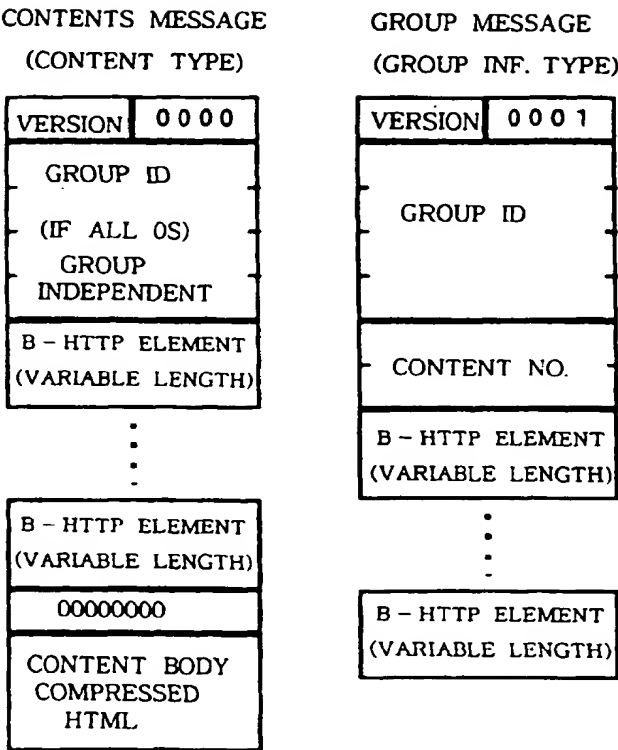 CONTENTS MESSAGE
(CONTENT TYPE)
VERSION 0000
GROUP ID
(IF ALL 0S)
GROUP
INDEPENDENT
B-HTTP ELEMENT
(VARIABLE LENGTH)
B-HTTP ELEMENT
(VARIABLE LENGTH)
00000000
CONTENT BODY
COMPRESSED
HTML
GROUP MESSAGE
(GROUP INF. TYPE)
VERSION 0001
GROUP ID
CONTENT NO.
B-HTTP ELEMENT
(VARIABLE LENGTH)
B-HTTP ELEMENT
(VARIABLE LENGTH)